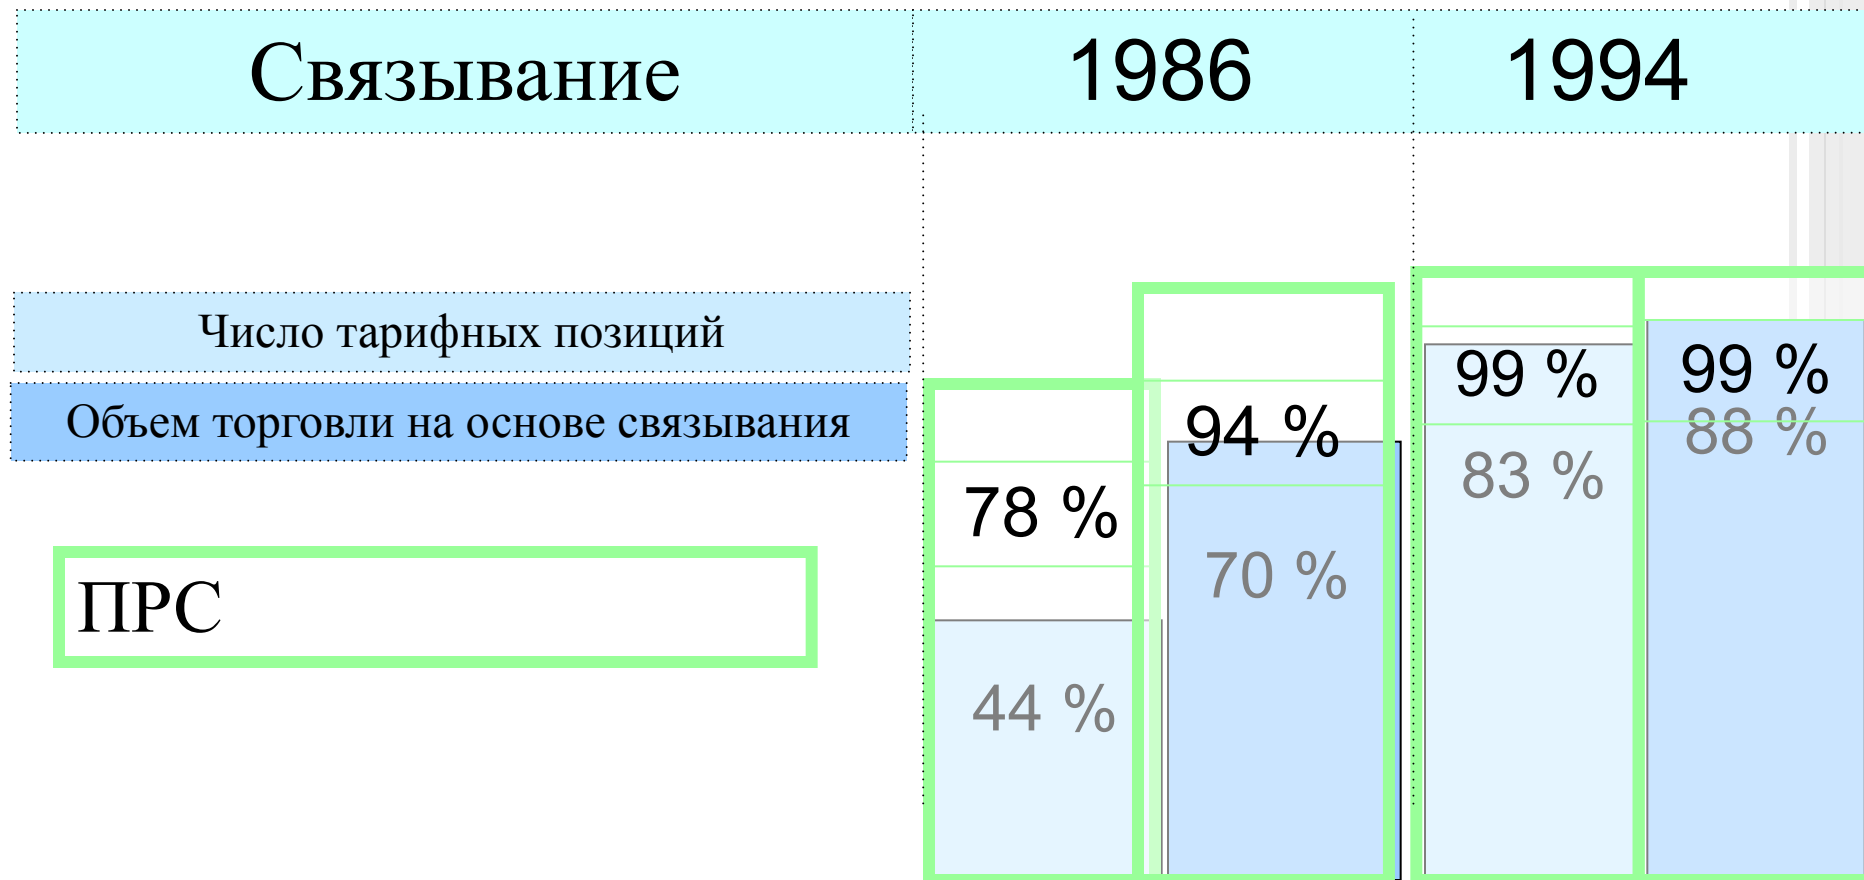 Связывание 1986 1994
Число тарифных позиций
Объем торговли на основе связывания
ПРС
78 %
94 %
99 %
99 %
44 %
70 %
83 %
88 %